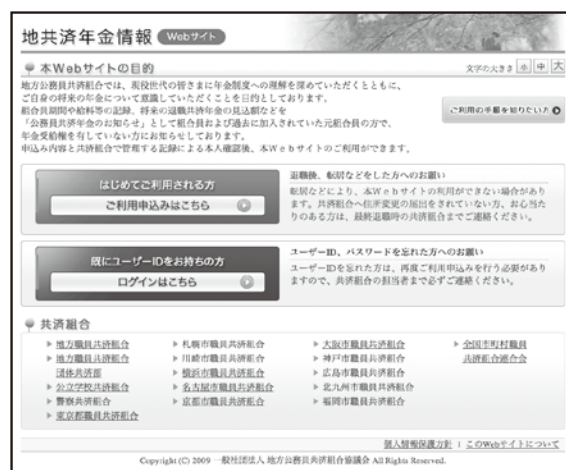 地共済年金情報 Webサイト
本Webサイトの目的
文字の大きさ 小 中 大
地方公務員共済組合では、現役世代の皆さまに年金制度への理解を深めていただくとともに、
ご自身の将来の年金について意識していただくことを目的としております。
組合員期間や給料等の記録、将来の退職共済年金の見込額などを
「公務員共済年金のお知らせ」として組合員および過去に加入されていた元組合員の方で、
年金受給権を有していない方にお知らせしております。
申込み内容と共済組合で管理する記録による本人確認後、本Webサイトのご利用ができます。
ご利用の手順を知りたい方
はじめてご利用される方
ご利用申込みはこちら
退職後、転居などをした方へのお願い
転居などにより、本Webサイトの利用ができない場合があり
ます。共済組合へ住所変更の届出をされていない方、お心当た
りのある方は、最終退職時の共済組合までご連絡ください。
既にユーザーIDをお持ちの方
ログインはこちら
ユーザーID、パスワードを忘れた方へのお願い
ユーザーIDを忘れた方は、再度ご利用申込みを行う必要があり
ますので、共済組合の担当者まで必ずご連絡ください。
共済組合
地方職員共済組合
地方職員共済組合
団体共済部
公立学校共済組合
警察共済組合
東京都職員共済組合
札幌市職員共済組合
川崎市職員共済組合
横浜市職員共済組合
名古屋市職員共済組合
京都市職員共済組合
大阪市職員共済組合
神戸市職員共済組合
広島市職員共済組合
北九州市職員共済組合
福岡市職員共済組合
全国市町村職員
共済組合連合会
個人情報保護方針 | このWebサイトについて
Copyright (C) 2009 一般社団法人 地方公務員共済組合協議会 All Rights Reserved.